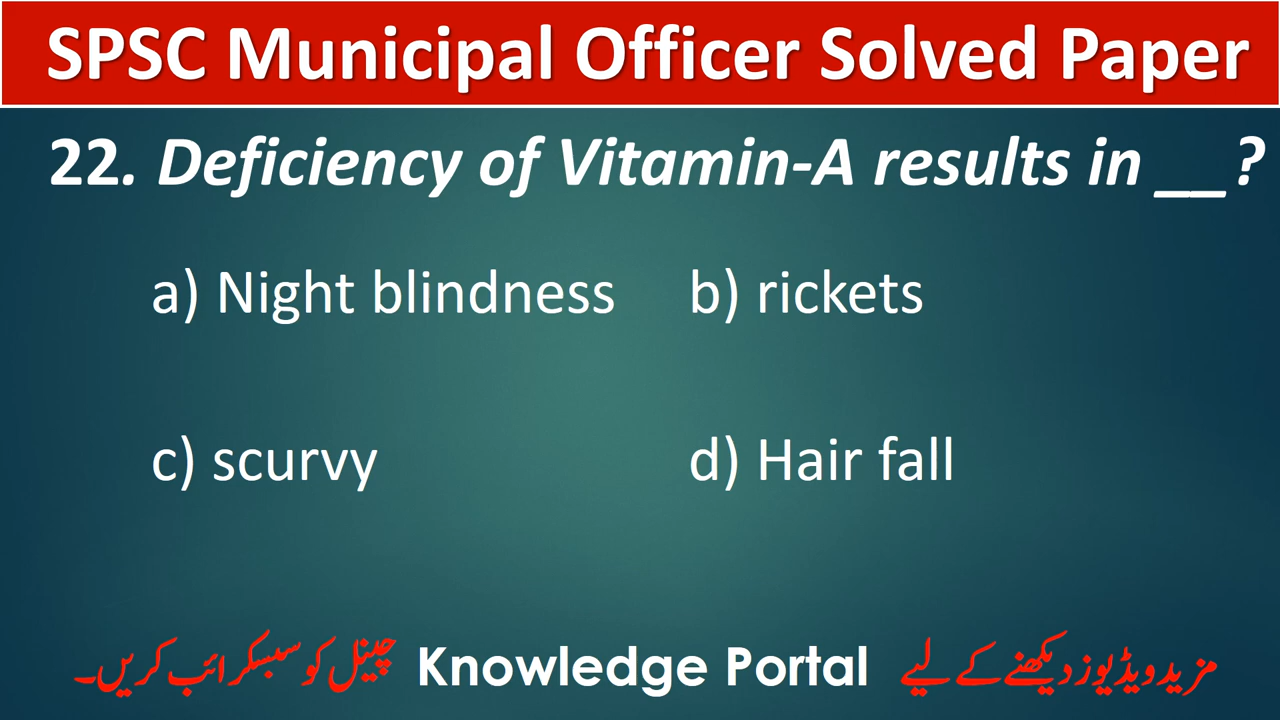 SPSC Municipal Officer Solved Paper
22. Deficiency of Vitamin-A results in __?
a) Night blindness b) rickets
c) scurvy d) Hair fall
مزید ویڈیوز دیکھنے کے لیے Knowledge Portal چینل کو سبسکرائب کریں۔